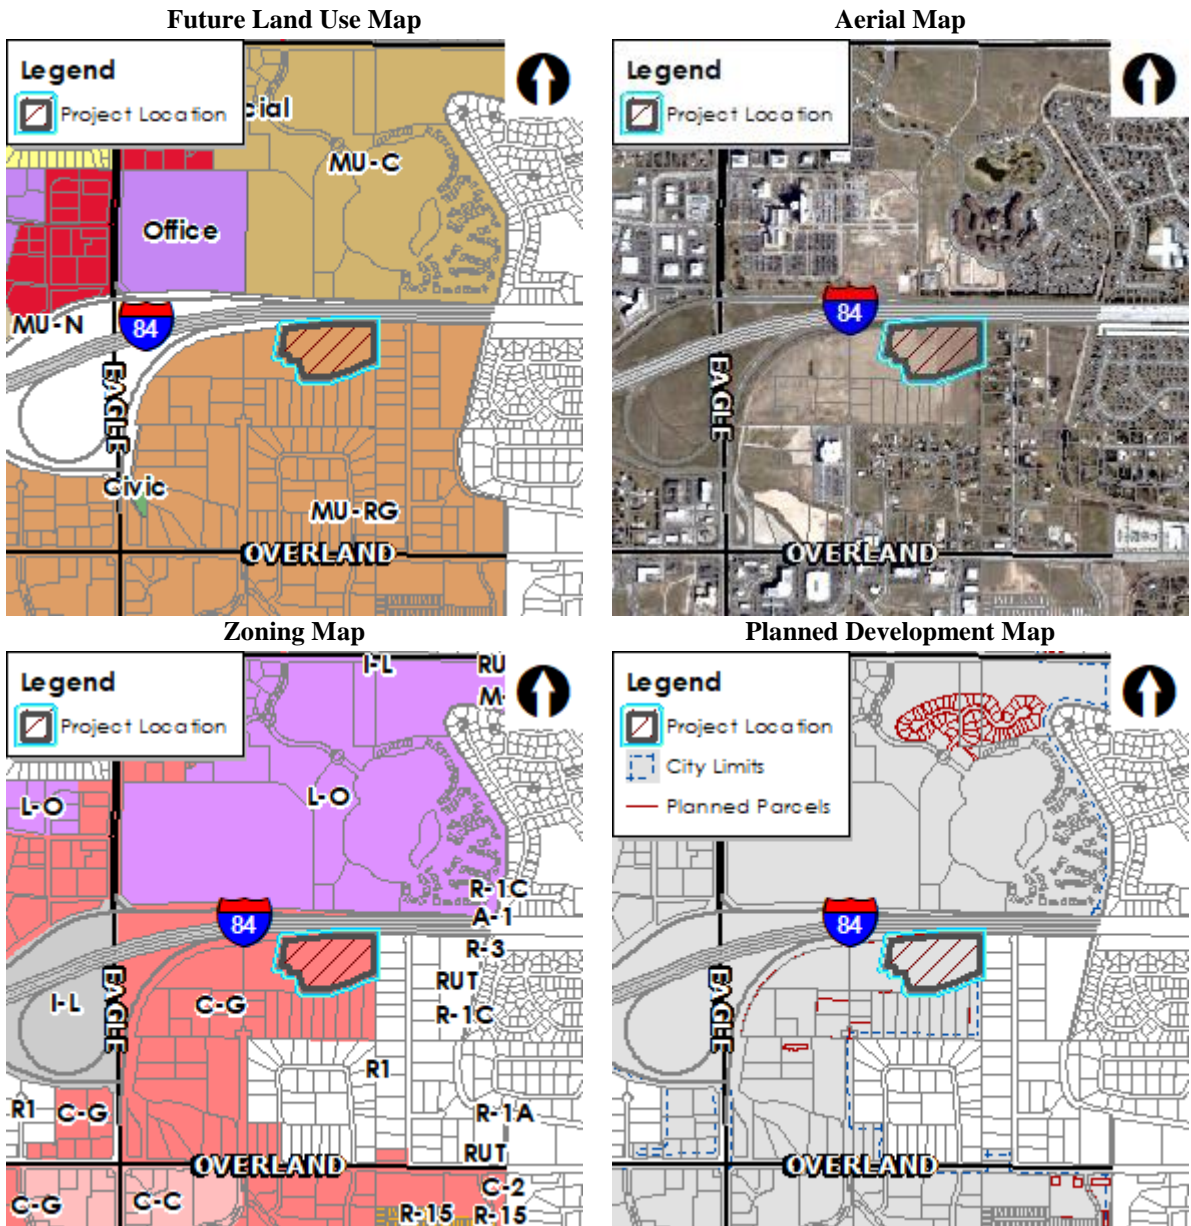 Future Land Use Map
Legend
Project Location
cial
MU-C
Office
MU-N
84
EAGLE
Civic
MU-RG
OVERLAND
Aerial Map
Legend
Project Location
84
EAGLE
OVERLAND
Zoning Map
Legend
Project Location
I-L
RU
M-
L-O
L-O
R-1C
A-1
84
R-3
RUT
I-L
EAGLE
C-G
R-1C
R1
R1
C-G
R-1A
RUT
OVERLAND
C-G
C-C
C-2
R-15
R-15
Planned Development Map
Legend
Project Location
City Limits
Planned Parcels
84
EAGLE
OVERLAND